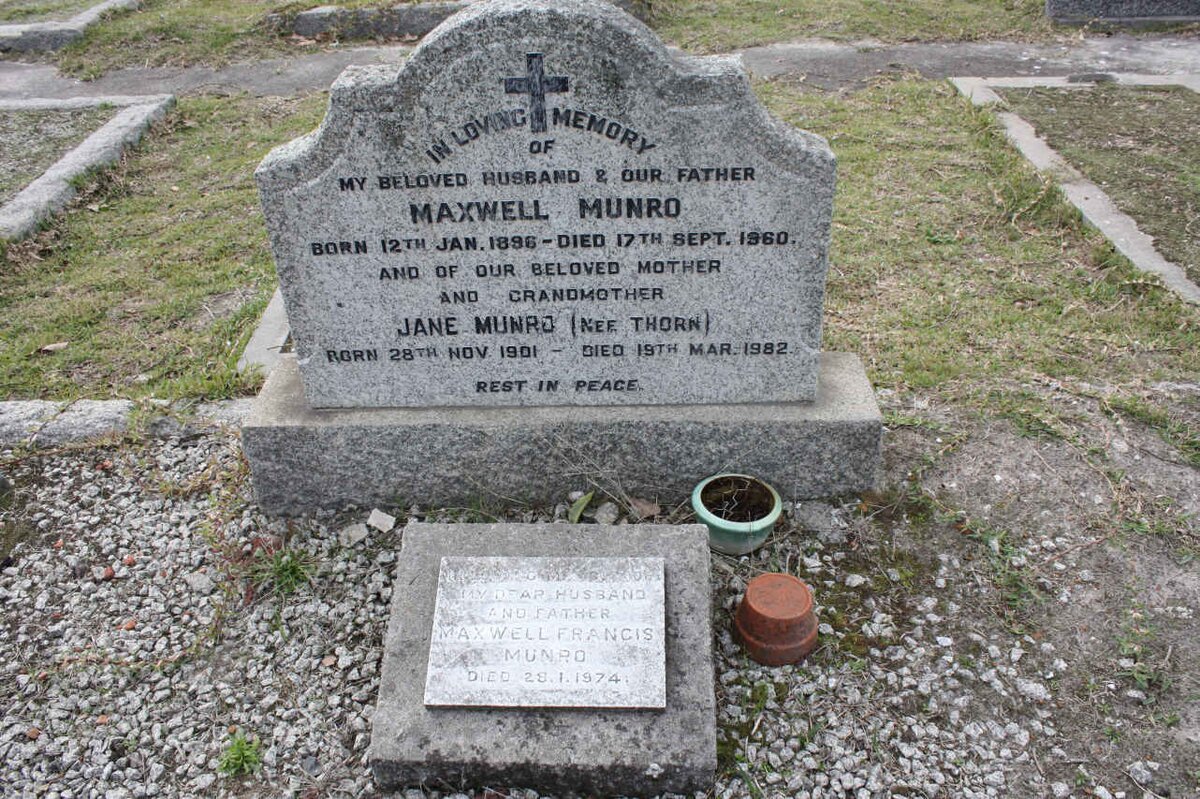 IN LOVING MEMORY
OF
MY BELOVED HUSBAND & OUR FATHER
MAXWELL MUNRO
BORN 12TH JAN. 1896 - DIED 17TH SEPT. 1960.
AND OF OUR BELOVED MOTHER
AND GRANDMOTHER
JANE MUNRO (NEE THORN)
BORN 28TH NOV. 1901 - DIED 19TH MAR. 1982.
REST IN PEACE.
MY DEAR HUSBAND
AND FATHER
MAXWELL FRANCIS
MUNRO
DIED 28.1.1974.